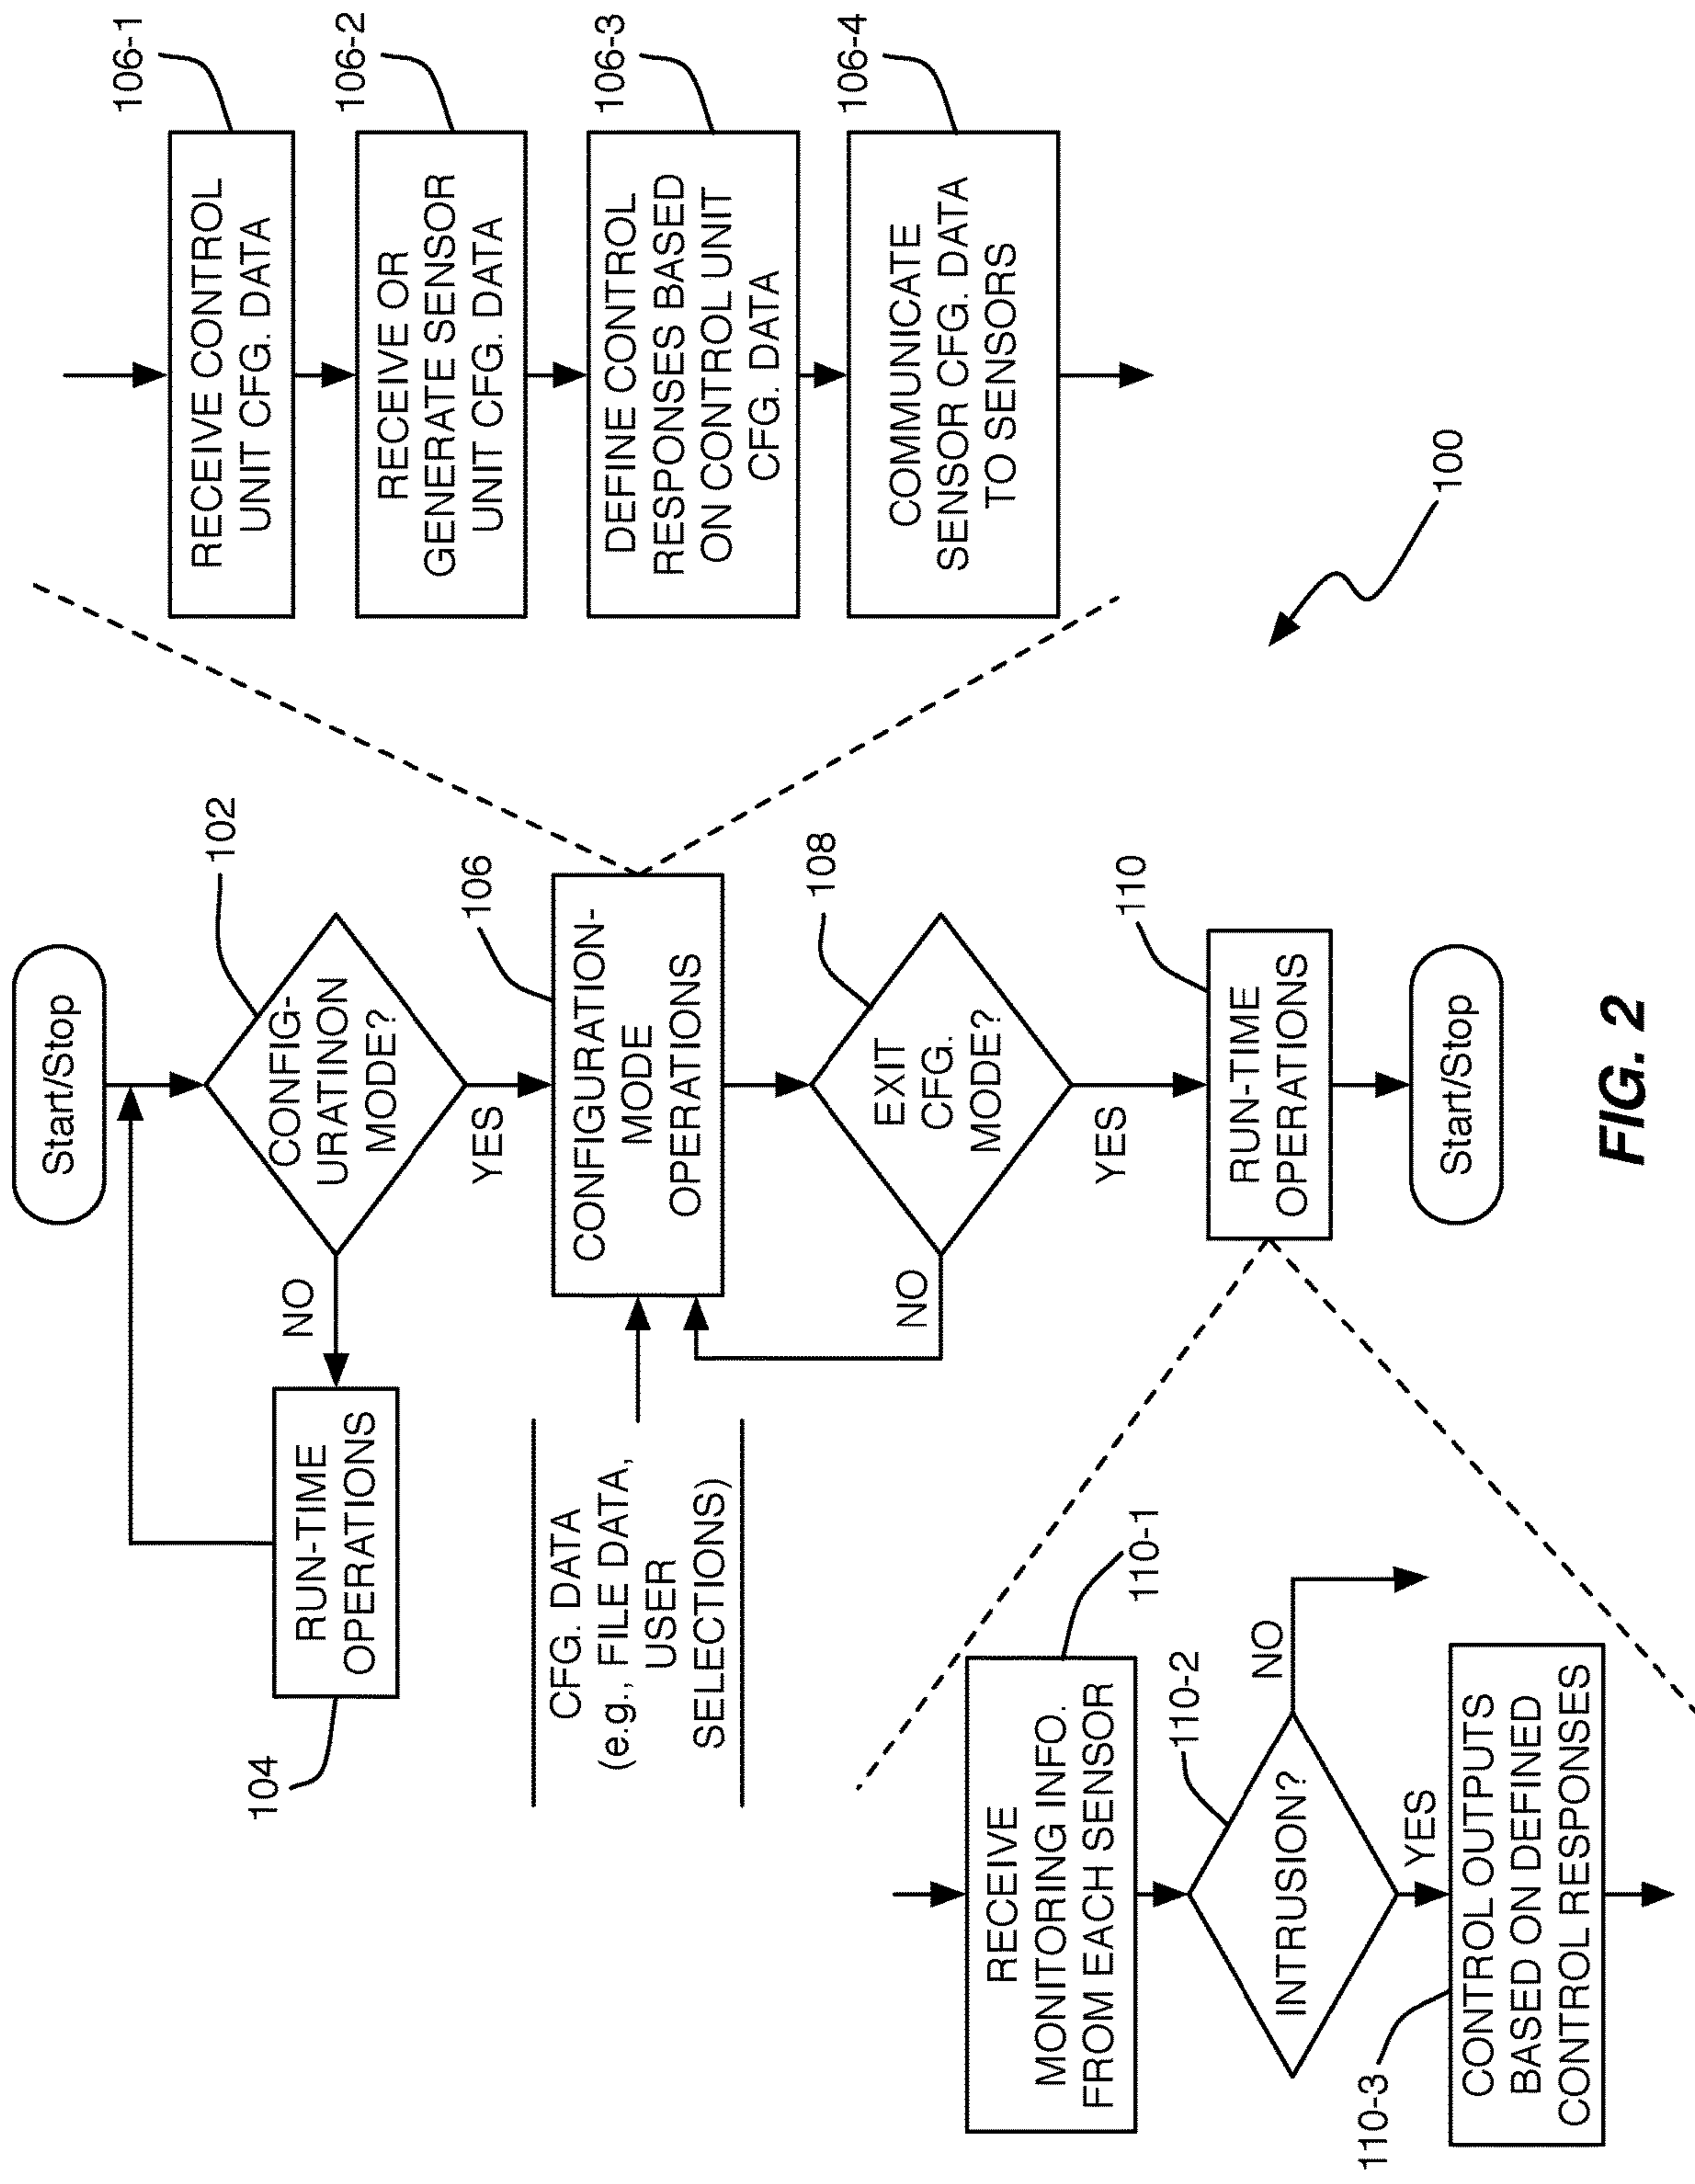 Start/Stop
102
CONFIG-
URATINON
MODE?
NO
YES
RUN-TIME
OPERATIONS
104
106
CONFIGURATION-
MODE
OPERATIONS
CFG. DATA
(e.g., FILE DATA,
USER
SELECTIONS)
108
EXIT
CFG.
MODE?
NO
YES
110
RUN-TIME
OPERATIONS
Start/Stop
106-1
RECEIVE CONTROL
UNIT CFG. DATA
106-2
RECEIVE OR
GENERATE SENSOR
UNIT CFG. DATA
106-3
DEFINE CONTROL
RESPONSES BASED
ON CONTROL UNIT
CFG. DATA
106-4
COMMUNICATE
SENSOR CFG. DATA
TO SENSORS
100
110-1
RECEIVE
MONITORING INFO.
FROM EACH SENSOR
110-2
INTRUSION?
NO
YES
110-3
CONTROL OUTPUTS
BASED ON DEFINED
CONTROL RESPONSES
FIG. 2